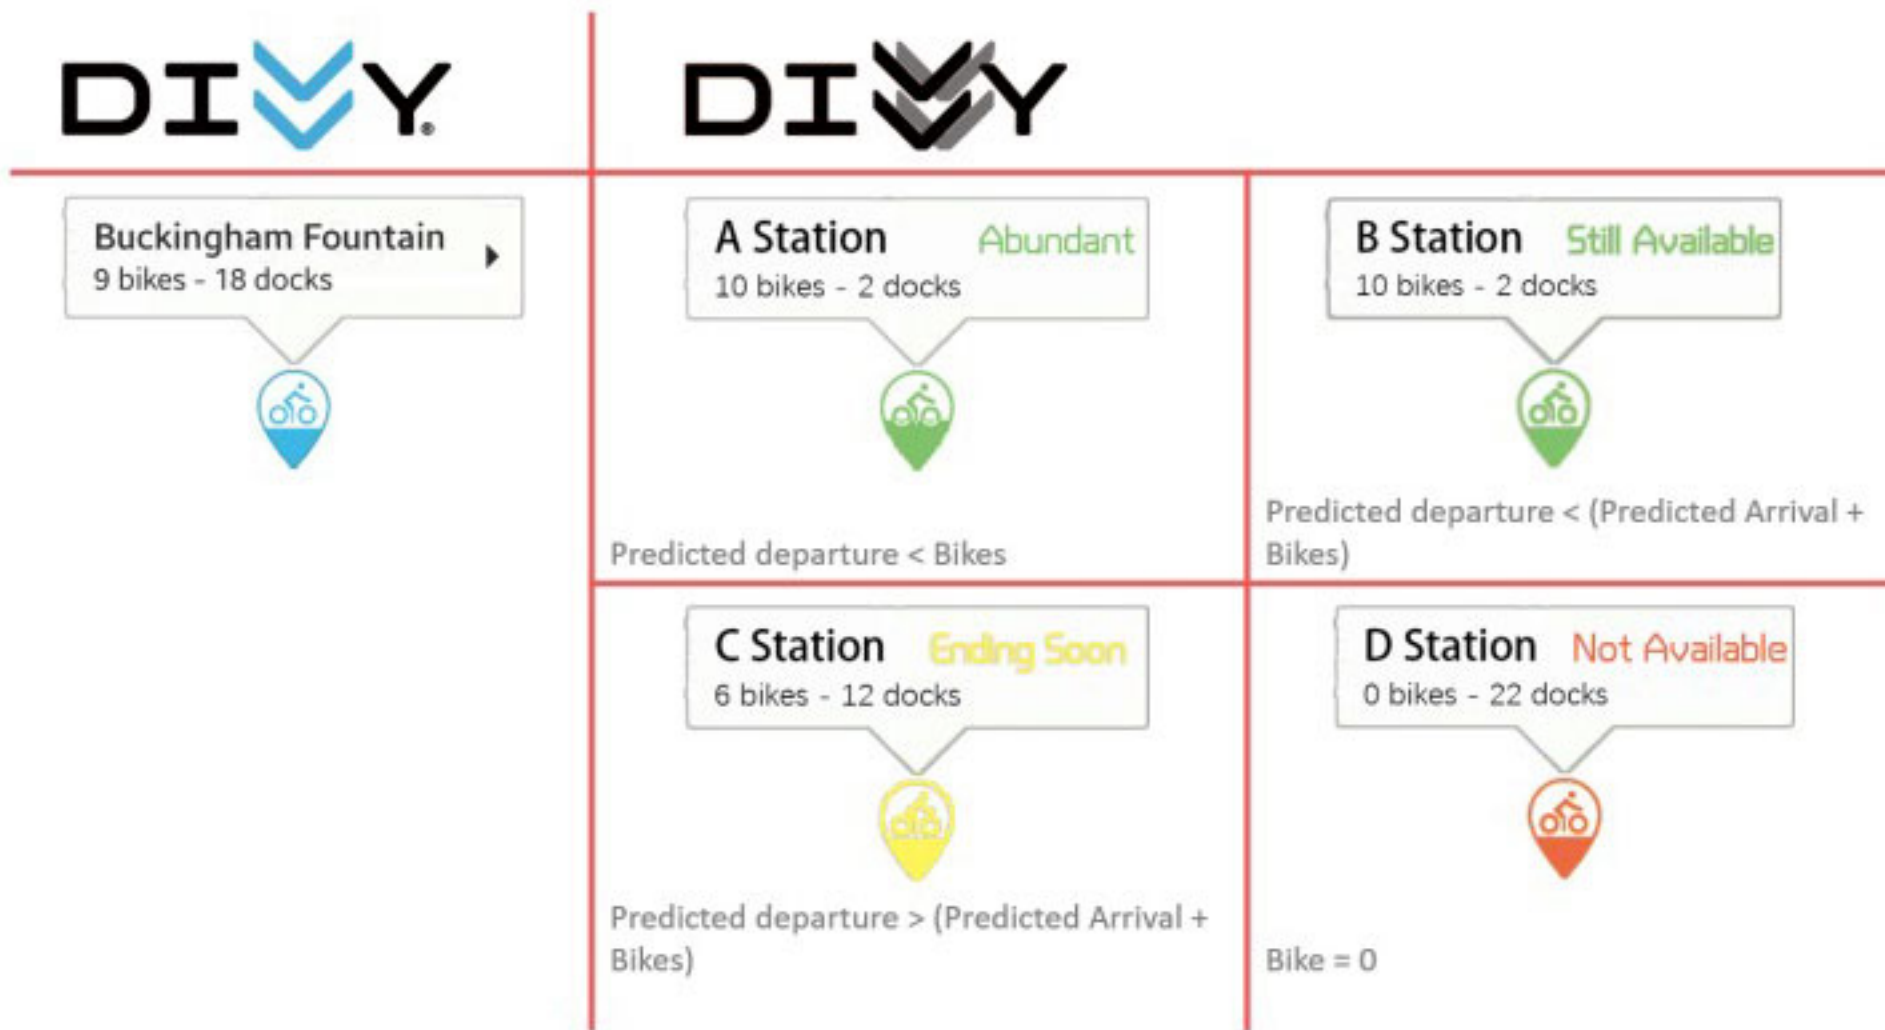 DIVVY®
DIVVY
Buckingham Fountain
9 bikes - 18 docks
A Station Abundant
10 bikes - 2 docks
Predicted departure < Bikes
B Station Still Available
10 bikes - 2 docks
Predicted departure < (Predicted Arrival +
Bikes)
C Station Ending Soon
6 bikes - 12 docks
Predicted departure > (Predicted Arrival +
Bikes)
D Station Not Available
0 bikes - 22 docks
Bike = 0